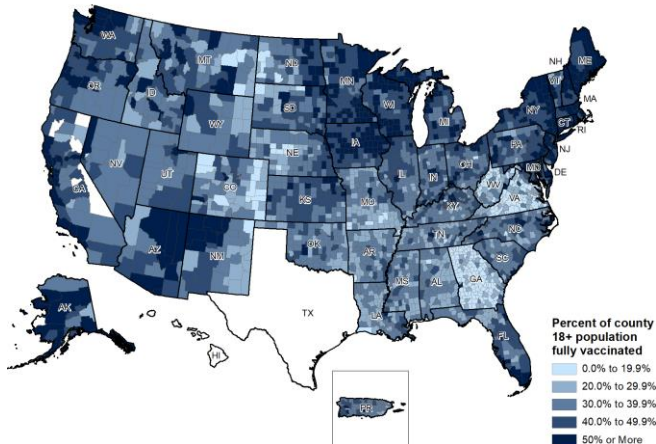 WA
MT
ND
MN
OR
ID
SD
WI
MI
WY
NE
IA
NV
UT
CO
KS
MO
IL
IN
OH
CA
AZ
NM
OK
AR
TN
KY
WV
VA
NC
SC
MS
AL
GA
LA
TX
FL
AK
HI
PR
NH
VT
ME
NY
MA
CT
RI
PA
NJ
MD
DE
Percent of county
18+ population
fully vaccinated
0.0% to 19.9%
20.0% to 29.9%
30.0% to 39.9%
40.0% to 49.9%
50% or More